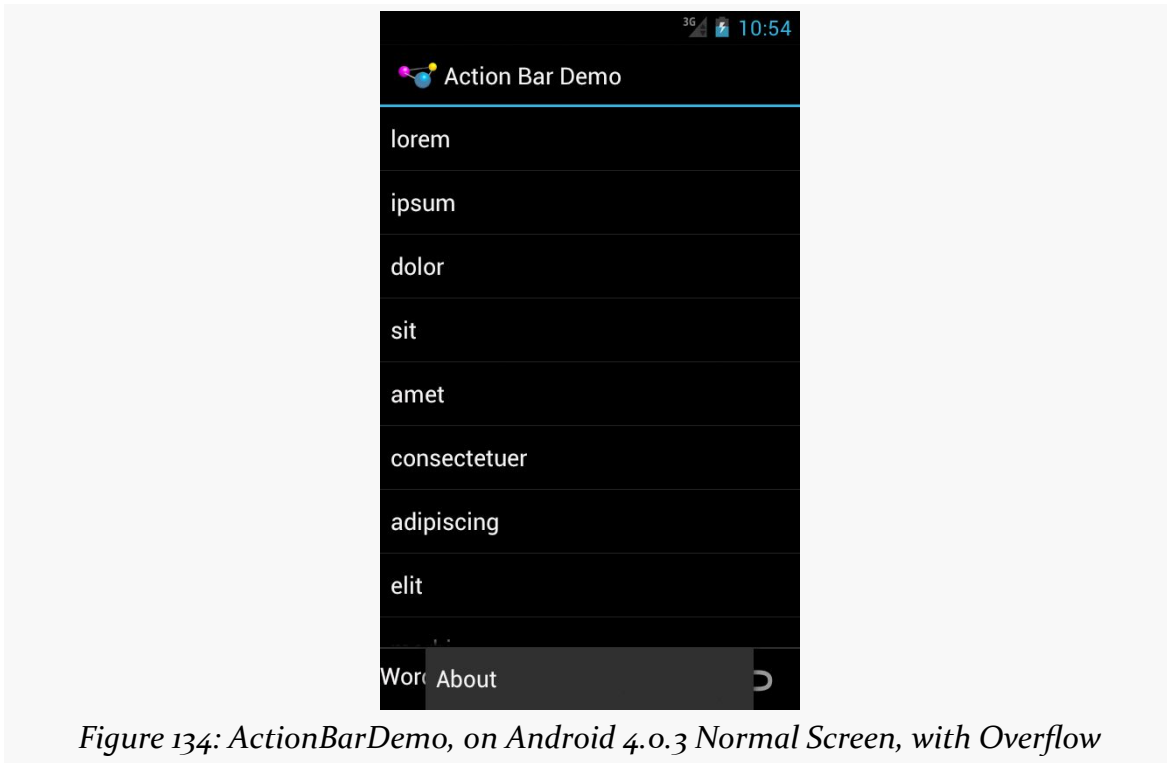 3G 10:54
Action Bar Demo
lorem
ipsum
dolor
sit
amet
consectetuer
adipiscing
elit
About
Figure 134: ActionBarDemo, on Android 4.0.3 Normal Screen, with Overflow